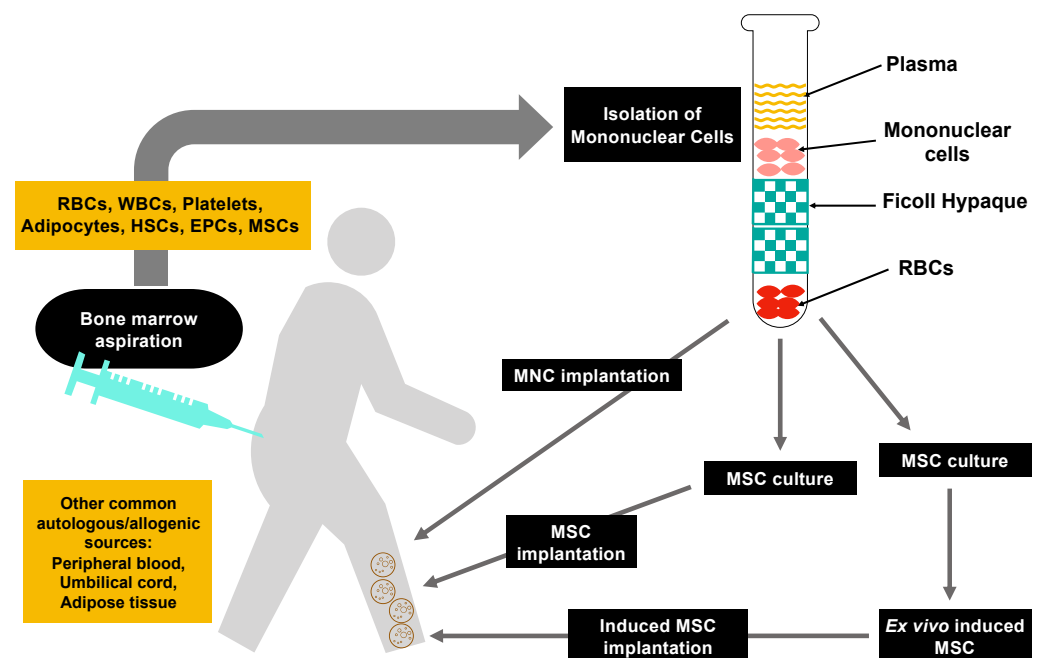 Isolation of
Mononuclear Cells
Plasma
Mononuclear
cells
Ficoll Hypaque
RBCs
RBCs, WBCs, Platelets,
Adipocytes, HSCs, EPCs, MSCs
Bone marrow
aspiration
MNC implantation
MSC culture
MSC culture
Other common
autologous/allogenic
sources:
Peripheral blood,
Umbilical cord,
Adipose tissue
MSC
implantation
Induced MSC
implantation
Ex vivo induced
MSC